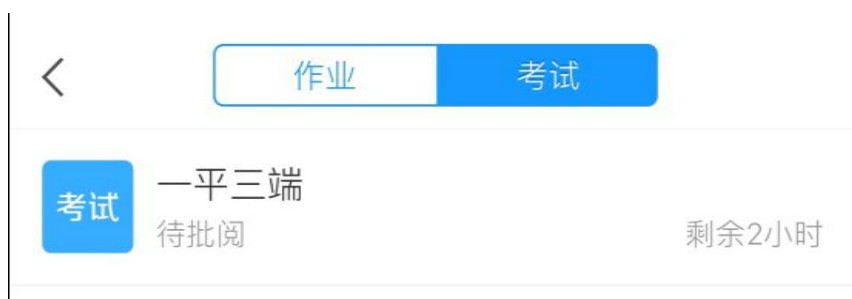 作业 考试
考试
一平三端
待批阅 剩余2小时